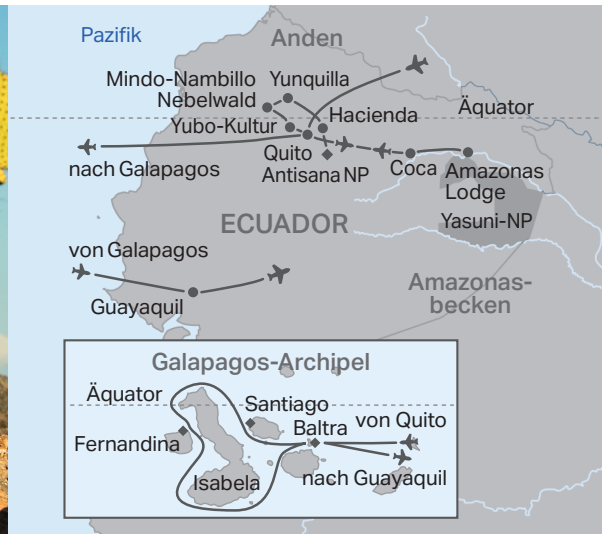 Pazifik
Anden
Mindo-Nambillo
Nebelwald
Yunquilla
Hacienda
Äquator
Yubo-Kultur
nach Galapagos
Quito
Antisana NP
Coca
Amazonas
Lodge
Yasuni-NP
ECUADOR
von Galapagos
Guayaquil
Amazonas-
becken
Galapagos-Archipel
Äquator
Santiago
Baltra
von Quito
Fernandina
Isabela
nach Guayaquil